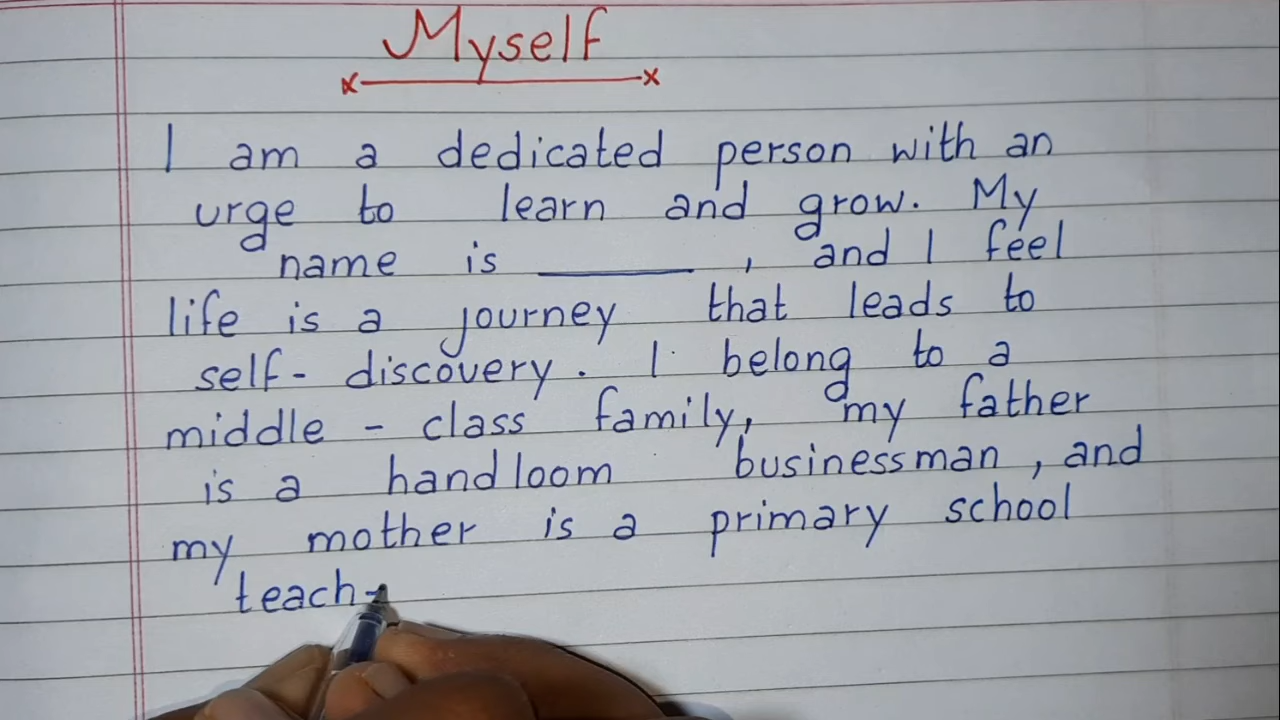 Myself
I am a dedicated person with an
urge to learn and grow. My
name is ______, and I feel
life is a journey that leads to
self- discovery. I belong to a
middle - class family, my father
is a handloom businessman, and
my mother is a primary school
teach-